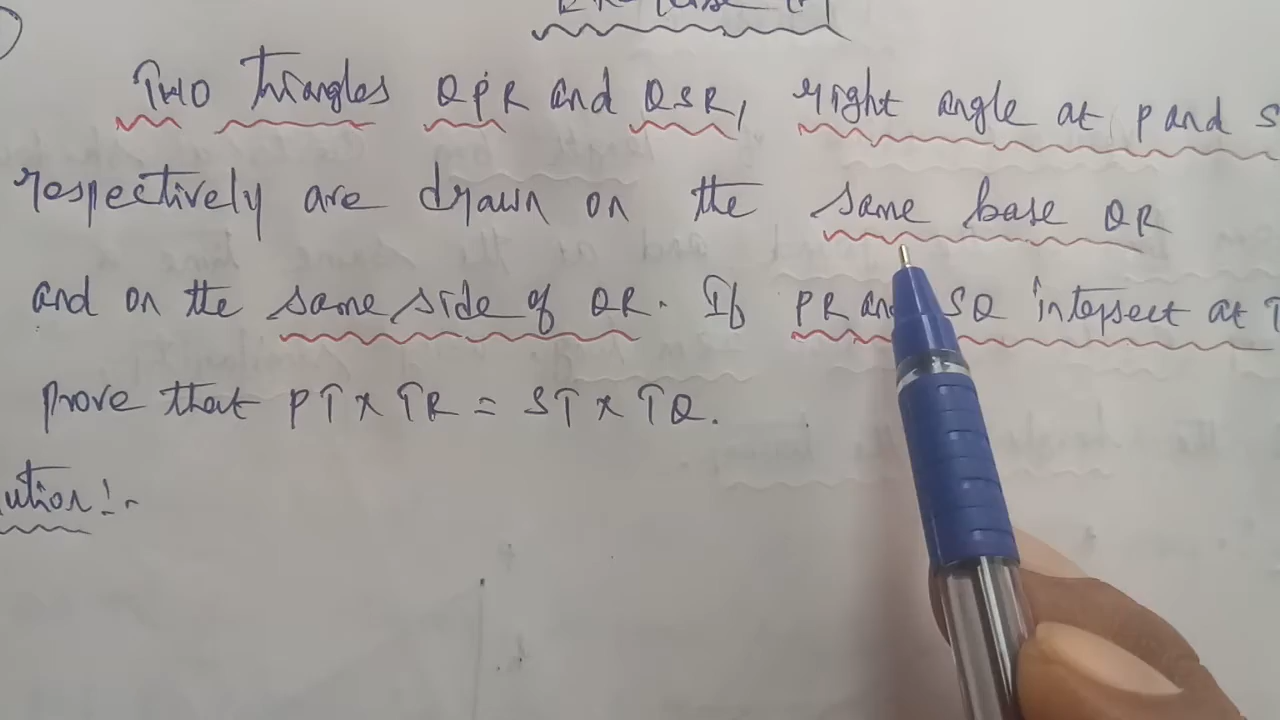 Two triangles QPR and QSR, right angle at P and S
respectively are drawn on the same base QR
and on the same side of QR. If PR and SQ intersect at T
prove that PT × TR = ST × TQ.
ution:-